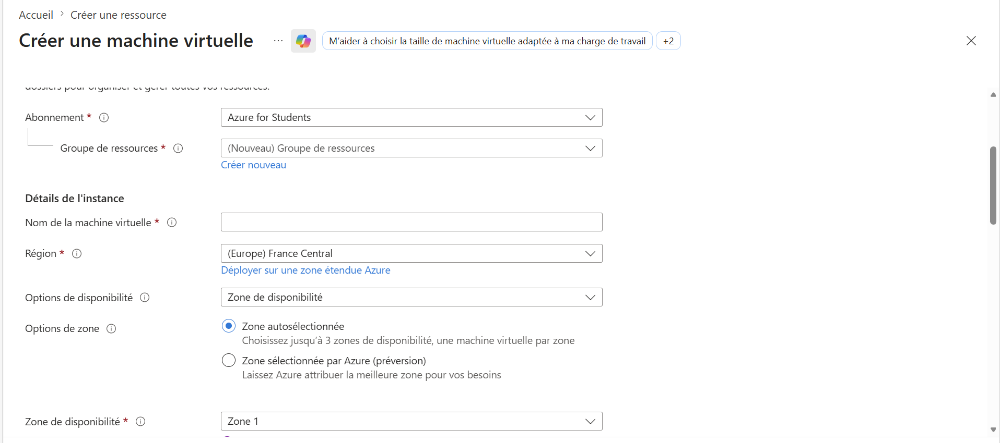 Accueil > Créer une ressource
Créer une machine virtuelle ... M'aider à choisir la taille de machine virtuelle adaptée à ma charge de travail +2
dossiers pour organiser et gérer toutes vos ressources.
Abonnement * Azure for Students
Groupe de ressources * (Nouveau) Groupe de ressources
Créer nouveau
Détails de l'instance
Nom de la machine virtuelle *
Région * (Europe) France Central
Déployer sur une zone étendue Azure
Options de disponibilité Zone de disponibilité
Options de zone Zone autosélectionnée
Choisissez jusqu'à 3 zones de disponibilité, une machine virtuelle par zone
Zone sélectionnée par Azure (préversion)
Laissez Azure attribuer la meilleure zone pour vos besoins
Zone de disponibilité * Zone 1